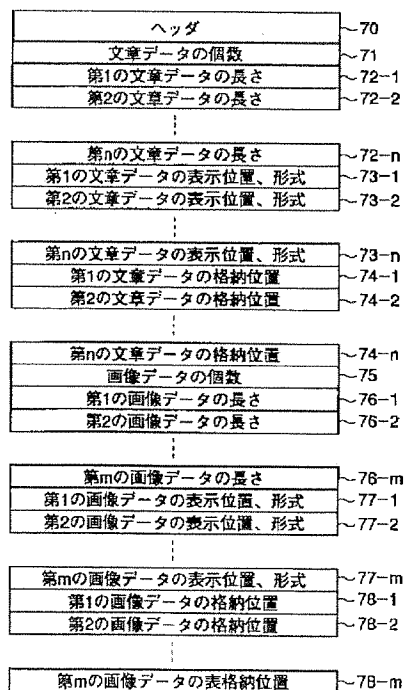 ヘッダ ～70
文章データの個数 ～71
第1の文章データの長さ ～72-1
第2の文章データの長さ ～72-2
第nの文章データの長さ ～72-n
第1の文章データの表示位置、形式 ～73-1
第2の文章データの表示位置、形式 ～73-2
第nの文章データの表示位置、形式 ～73-n
第1の文章データの格納位置 ～74-1
第2の文章データの格納位置 ～74-2
第nの文章データの格納位置 ～74-n
画像データの個数 ～75
第1の画像データの長さ ～76-1
第2の画像データの長さ ～76-2
第mの画像データの長さ ～76-m
第1の画像データの表示位置、形式 ～77-1
第2の画像データの表示位置、形式 ～77-2
第mの画像データの表示位置、形式 ～77-m
第1の画像データの格納位置 ～78-1
第2の画像データの格納位置 ～78-2
第mの画像データの表格納位置 ～78-m